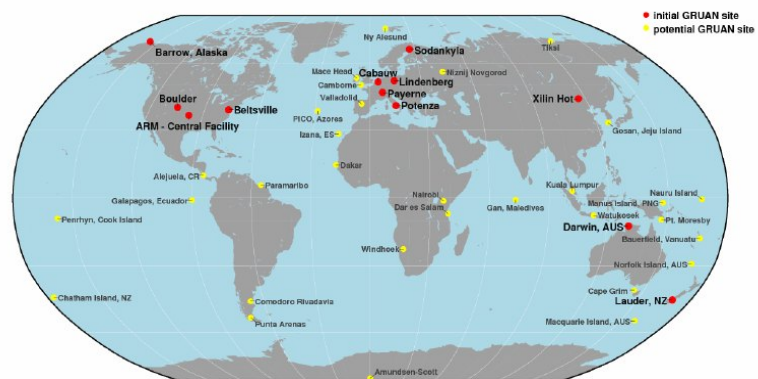 initial GRUAN site
potential GRUAN site
Ny Alesund
Barrow, Alaska
Sodankyla
Tiksi
Mace Head
Cabauw
Niznij Novgorod
Camborne
Lindenberg
Payerne
Valladolid
Potenza
Boulder
Beltsville
ARM - Central Facility
PICO, Azores
Xilin Hot
Izana, ES
Gosan, Jeju Island
Dakar
Alejuela, CR
Paramaribo
Galapagos, Ecuador
Nairobi
Dar es Salam
Gan, Maledives
Kuala Lumpur
Nauru Island
Manus Island, PNG
Watukosek
Pt. Moresby
Penrhyn, Cook Island
Darwin, AUS
Bauerfield, Vanuatu
Windhoek
Norfolk Island, AUS
Cape Grim
Chatham Island, NZ
Comodoro Rivadavia
Lauder, NZ
Punta Arenas
Macquarie Island, AUS
Amundsen-Scott